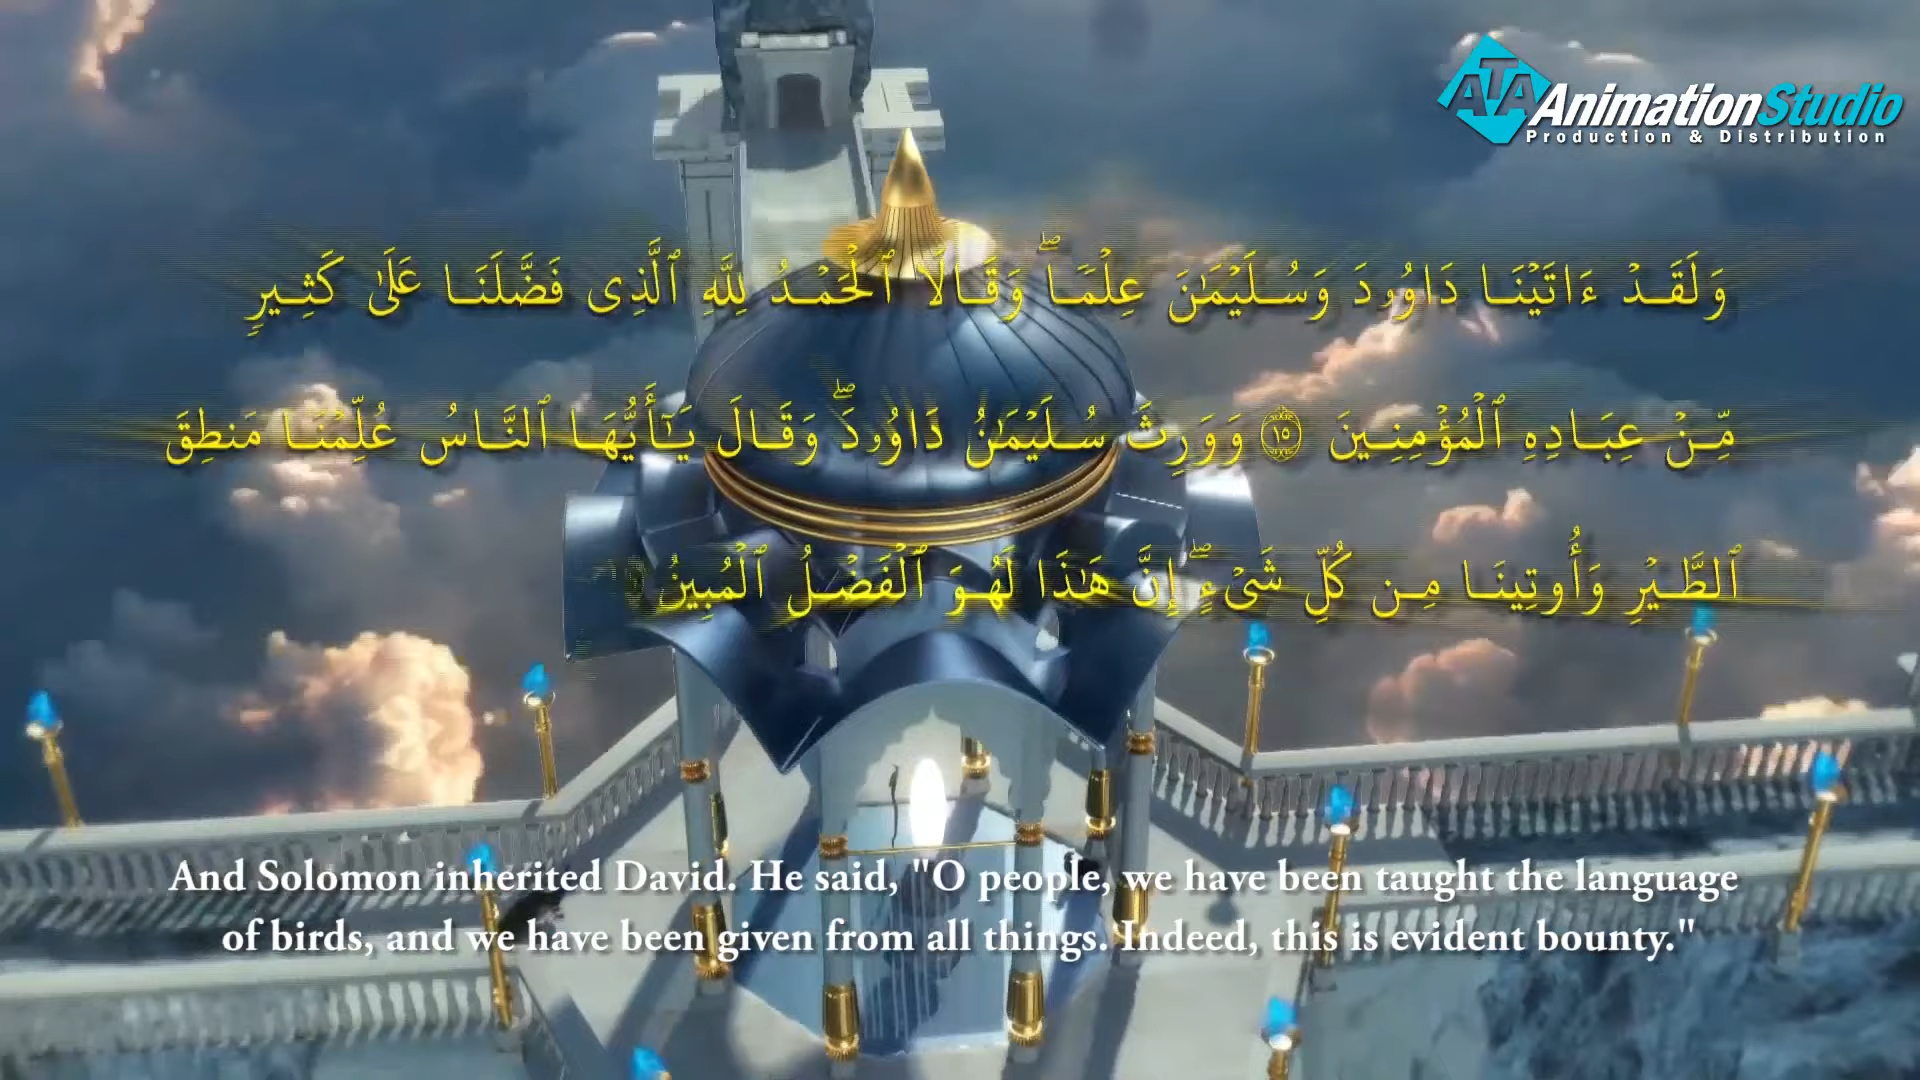 ATA AnimationStudio
Production & Distribution
وَلَقَدْ ءَاتَيْنَا دَاوُۥدَ وَسُلَيْمَٰنَ عِلْمًا ۖ وَقَالَا ٱلْحَمْدُ لِلَّهِ ٱلَّذِى فَضَّلَنَا عَلَىٰ كَثِيرٍ
مِّنْ عِبَادِهِ ٱلْمُؤْمِنِينَ ١٥ وَوَرِثَ سُلَيْمَٰنُ دَاوُۥدَ ۖ وَقَالَ يَٰٓأَيُّهَا ٱلنَّاسُ عُلِّمْنَا مَنطِقَ
ٱلطَّيْرِ وَأُوتِينَا مِن كُلِّ شَىْءٍ ۖ إِنَّ هَٰذَا لَهُوَ ٱلْفَضْلُ ٱلْمُبِينُ
And Solomon inherited David. He said, "O people, we have been taught the language
of birds, and we have been given from all things. Indeed, this is evident bounty."